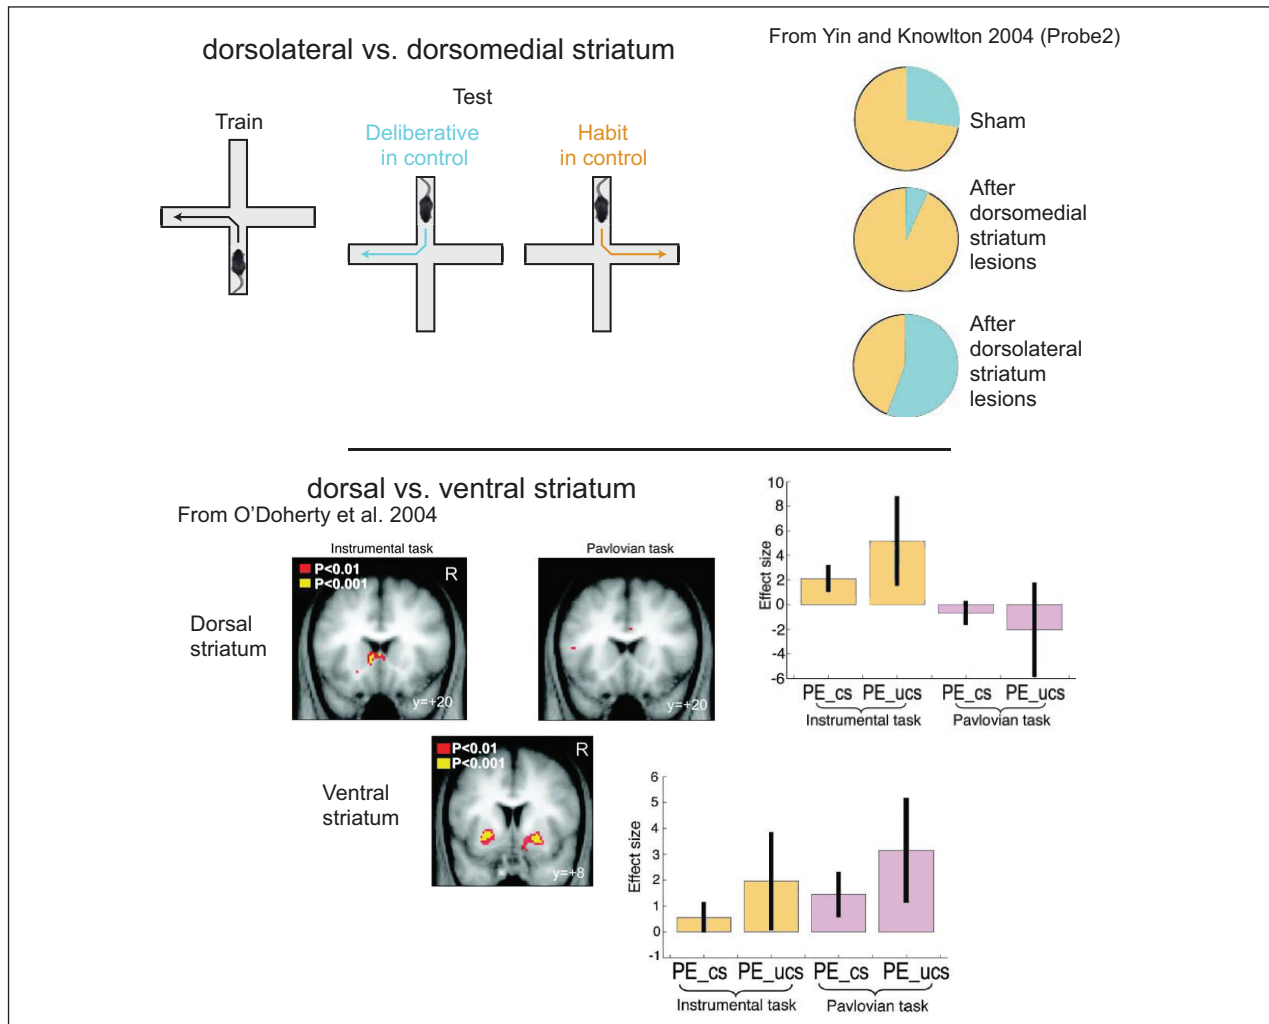 dorsolateral vs. dorsomedial striatum
From Yin and Knowlton 2004 (Probe2)
Test
Train
Deliberative
in control
Habit
in control
Sham
After
dorsomedial
striatum
lesions
After
dorsolateral
striatum
lesions
dorsal vs. ventral striatum
From O'Doherty et al. 2004
Instrumental task
Pavlovian task
P<0.01
P<0.001
R
y=+20
y=+20
Dorsal
striatum
10
8
6
4
2
0
-2
-4
-6
Effect size
PE_cs PE_ucs PE_cs PE_ucs
Instrumental task Pavlovian task
P<0.01
P<0.001
R
y=+8
Ventral
striatum
6
5
4
3
2
1
0
-1
Effect size
PE_cs PE_ucs PE_cs PE_ucs
Instrumental task Pavlovian task